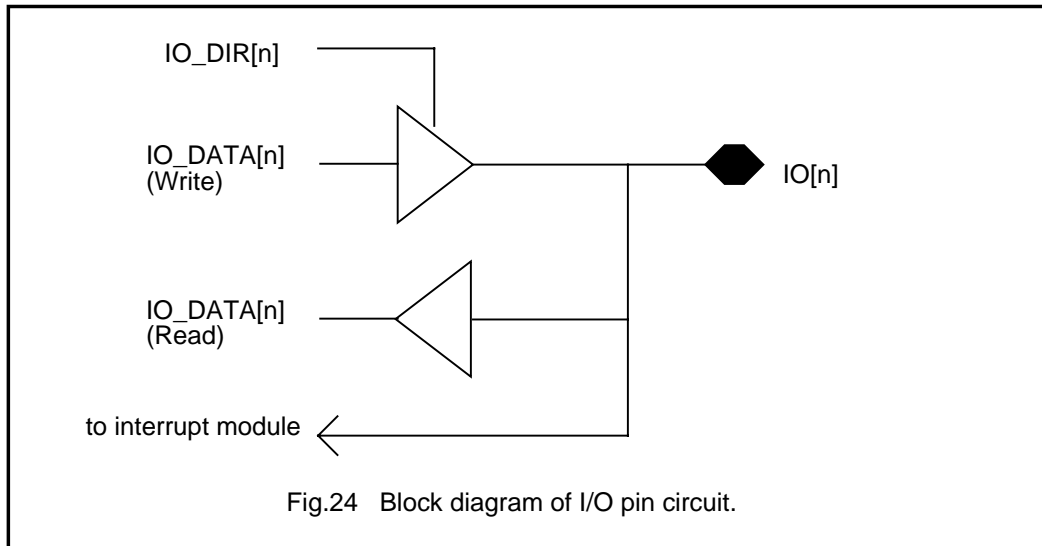 IO_DIR[n]
IO_DATA[n]
(Write)
IO[n]
IO_DATA[n]
(Read)
to interrupt module
Fig.24 Block diagram of I/O pin circuit.